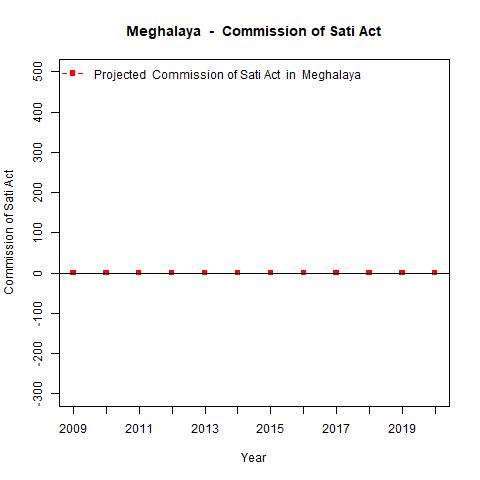 Meghalaya - Commission of Sati Act
Projected Commission of Sati Act in Meghalaya
Commission of Sati Act
500
400
300
200
100
0
-100
-200
-300
2009 2011 2013 2015 2017 2019
Year